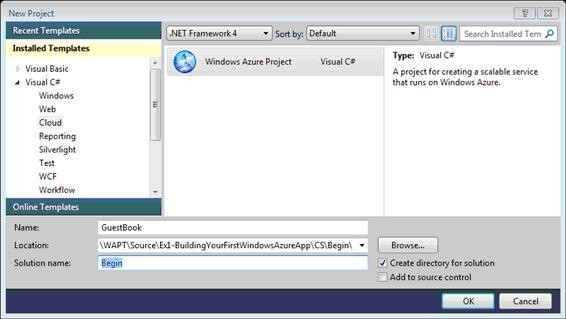 New Project
Recent Templates
.NET Framework 4 Sort by: Default Search Installed Tem
Installed Templates
Visual Basic
Visual C#
Windows
Web
Cloud
Reporting
Silverlight
Test
WCF
Workflow
Online Templates
Windows Azure Project Visual C#
Type: Visual C#
A project for creating a scalable service
that runs on Windows Azure.
Name: GuestBook
Location: \WAPT\Source\Ex1-BuildingYourFirstWindowsAzureApp\CS\Begin\ Browse...
Solution name: Begin
Create directory for solution
Add to source control
OK Cancel